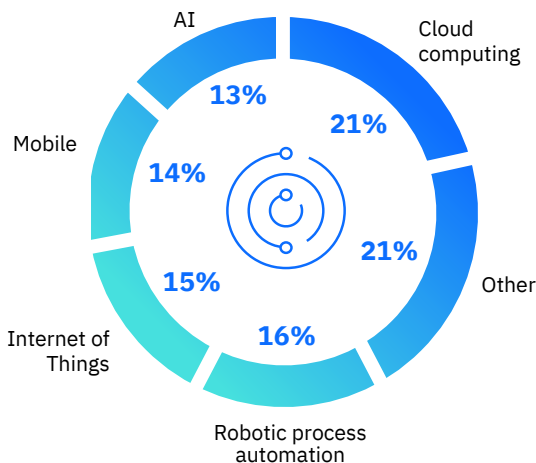 AI
Cloud
computing
13%
21%
Mobile
14%
21%
15%
Other
16%
Internet of
Things
Robotic process
automation